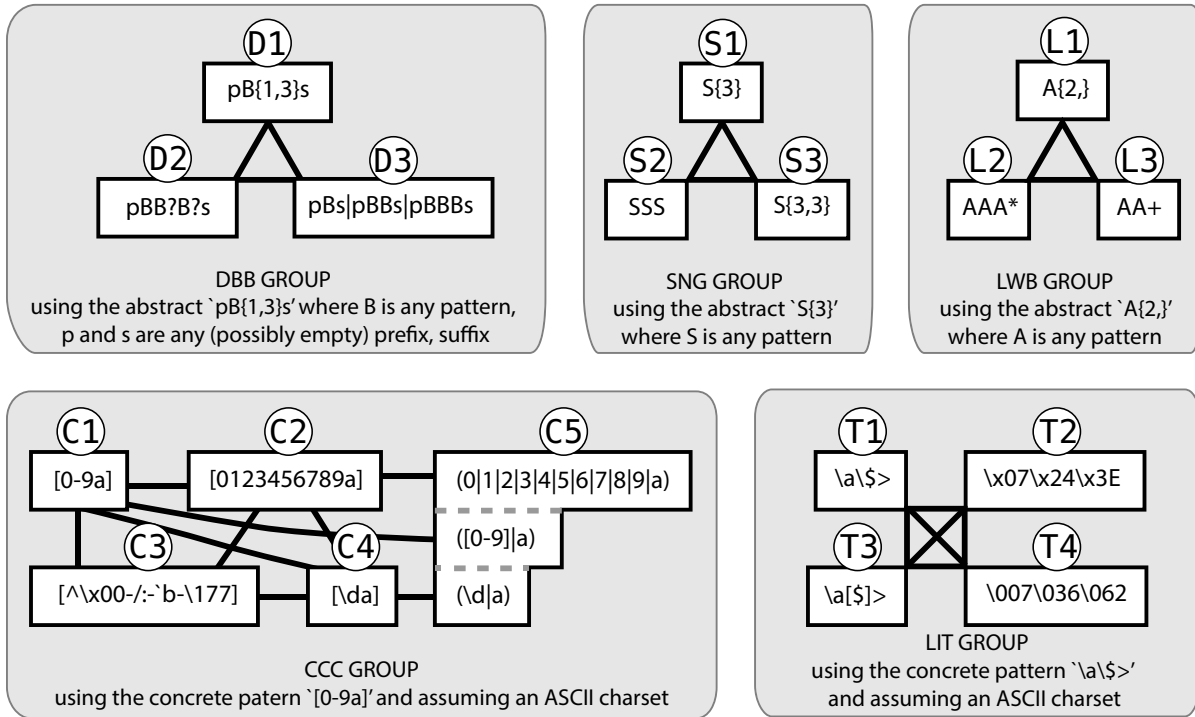 D1
pB{1,3}s
D2
D3
pBB?B?s
pBs|pBBs|pBBBs
DBB GROUP
using the abstract `pB{1,3}s’ where B is any pattern,
p and s are any (possibly empty) prefix, suffix
S1
S{3}
S2
S3
SSS
S{3,3}
SNG GROUP
using the abstract `S{3}’
where S is any pattern
L1
A{2,}
L2
L3
AAA*
AA+
LWB GROUP
using the abstract `A{2,}’
where A is any pattern
C1
C2
C5
[0-9a]
[0123456789a]
(0|1|2|3|4|5|6|7|8|9|a)
([0-9]|a)
C3
C4
[^\x00-/:-`b-\177]
[\da]
(\d|a)
CCC GROUP
using the concrete patern `[0-9a]’ and assuming an ASCII charset
T1
T2
\a\$>
\x07\x24\x3E
T3
T4
\a[$]>
\007\036\062
LIT GROUP
using the concrete pattern `\a\$>’
and assuming an ASCII charset